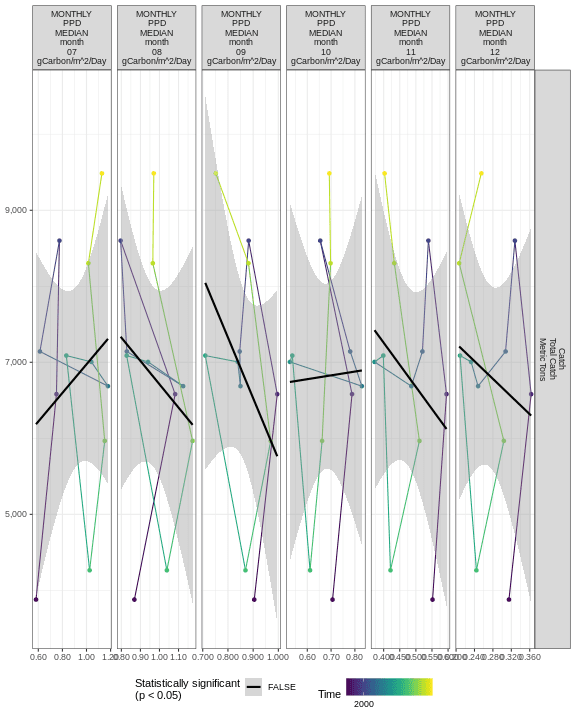 MONTHLY
PPD
MEDIAN
month
07
gCarbon/m^2/Day
MONTHLY
PPD
MEDIAN
month
08
gCarbon/m^2/Day
MONTHLY
PPD
MEDIAN
month
09
gCarbon/m^2/Day
MONTHLY
PPD
MEDIAN
month
10
gCarbon/m^2/Day
MONTHLY
PPD
MEDIAN
month
11
gCarbon/m^2/Day
MONTHLY
PPD
MEDIAN
month
12
gCarbon/m^2/Day
9,000
7,000
5,000
Catch
Total Catch
Metric Tons
0.60 0.80 1.00 1.20
0.80 0.90 1.00 1.10
0.700 0.800 0.900 1.000
0.60 0.70 0.80
0.400 0.450 0.500 0.550 0.600
0.200 0.240 0.280 0.320 0.360
Statistically significant
(p < 0.05)
FALSE
Time
2000